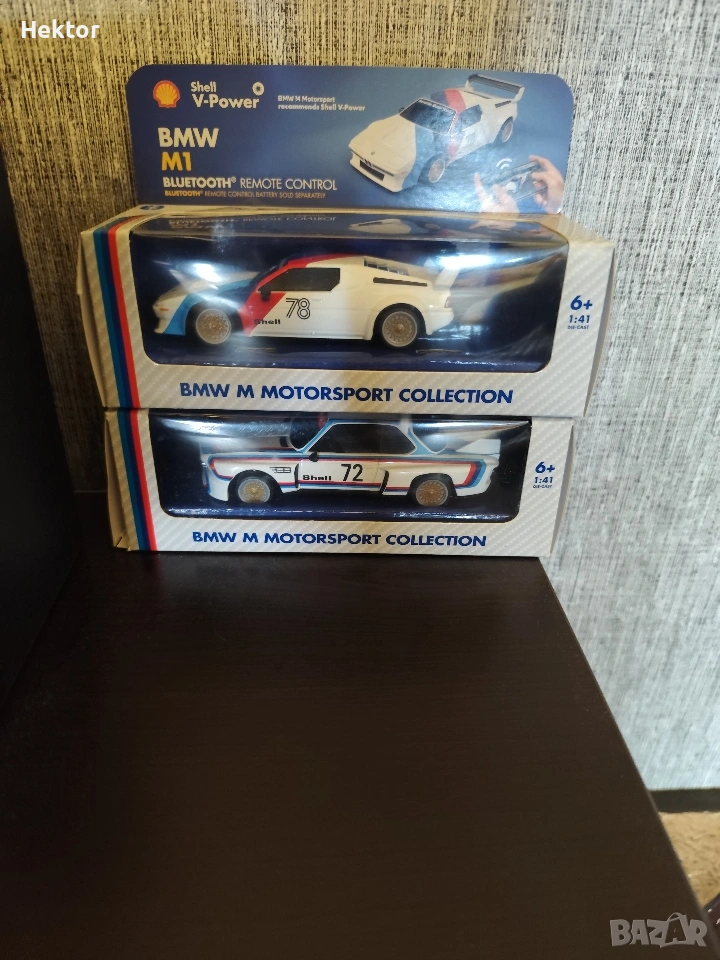 Hektor
Shell
V-Power
BMW M Motorsport
recommends Shell V-Power
BMW
M1
BLUETOOTH® REMOTE CONTROL
BLUETOOTH® REMOTE CONTROL BATTERY SOLD SEPARATELY
78
Shell
6+
1:41
DIE-CAST
BMW M MOTORSPORT COLLECTION
72
Shell
6+
1:41
DIE-CAST
BMW M MOTORSPORT COLLECTION
BAZAR